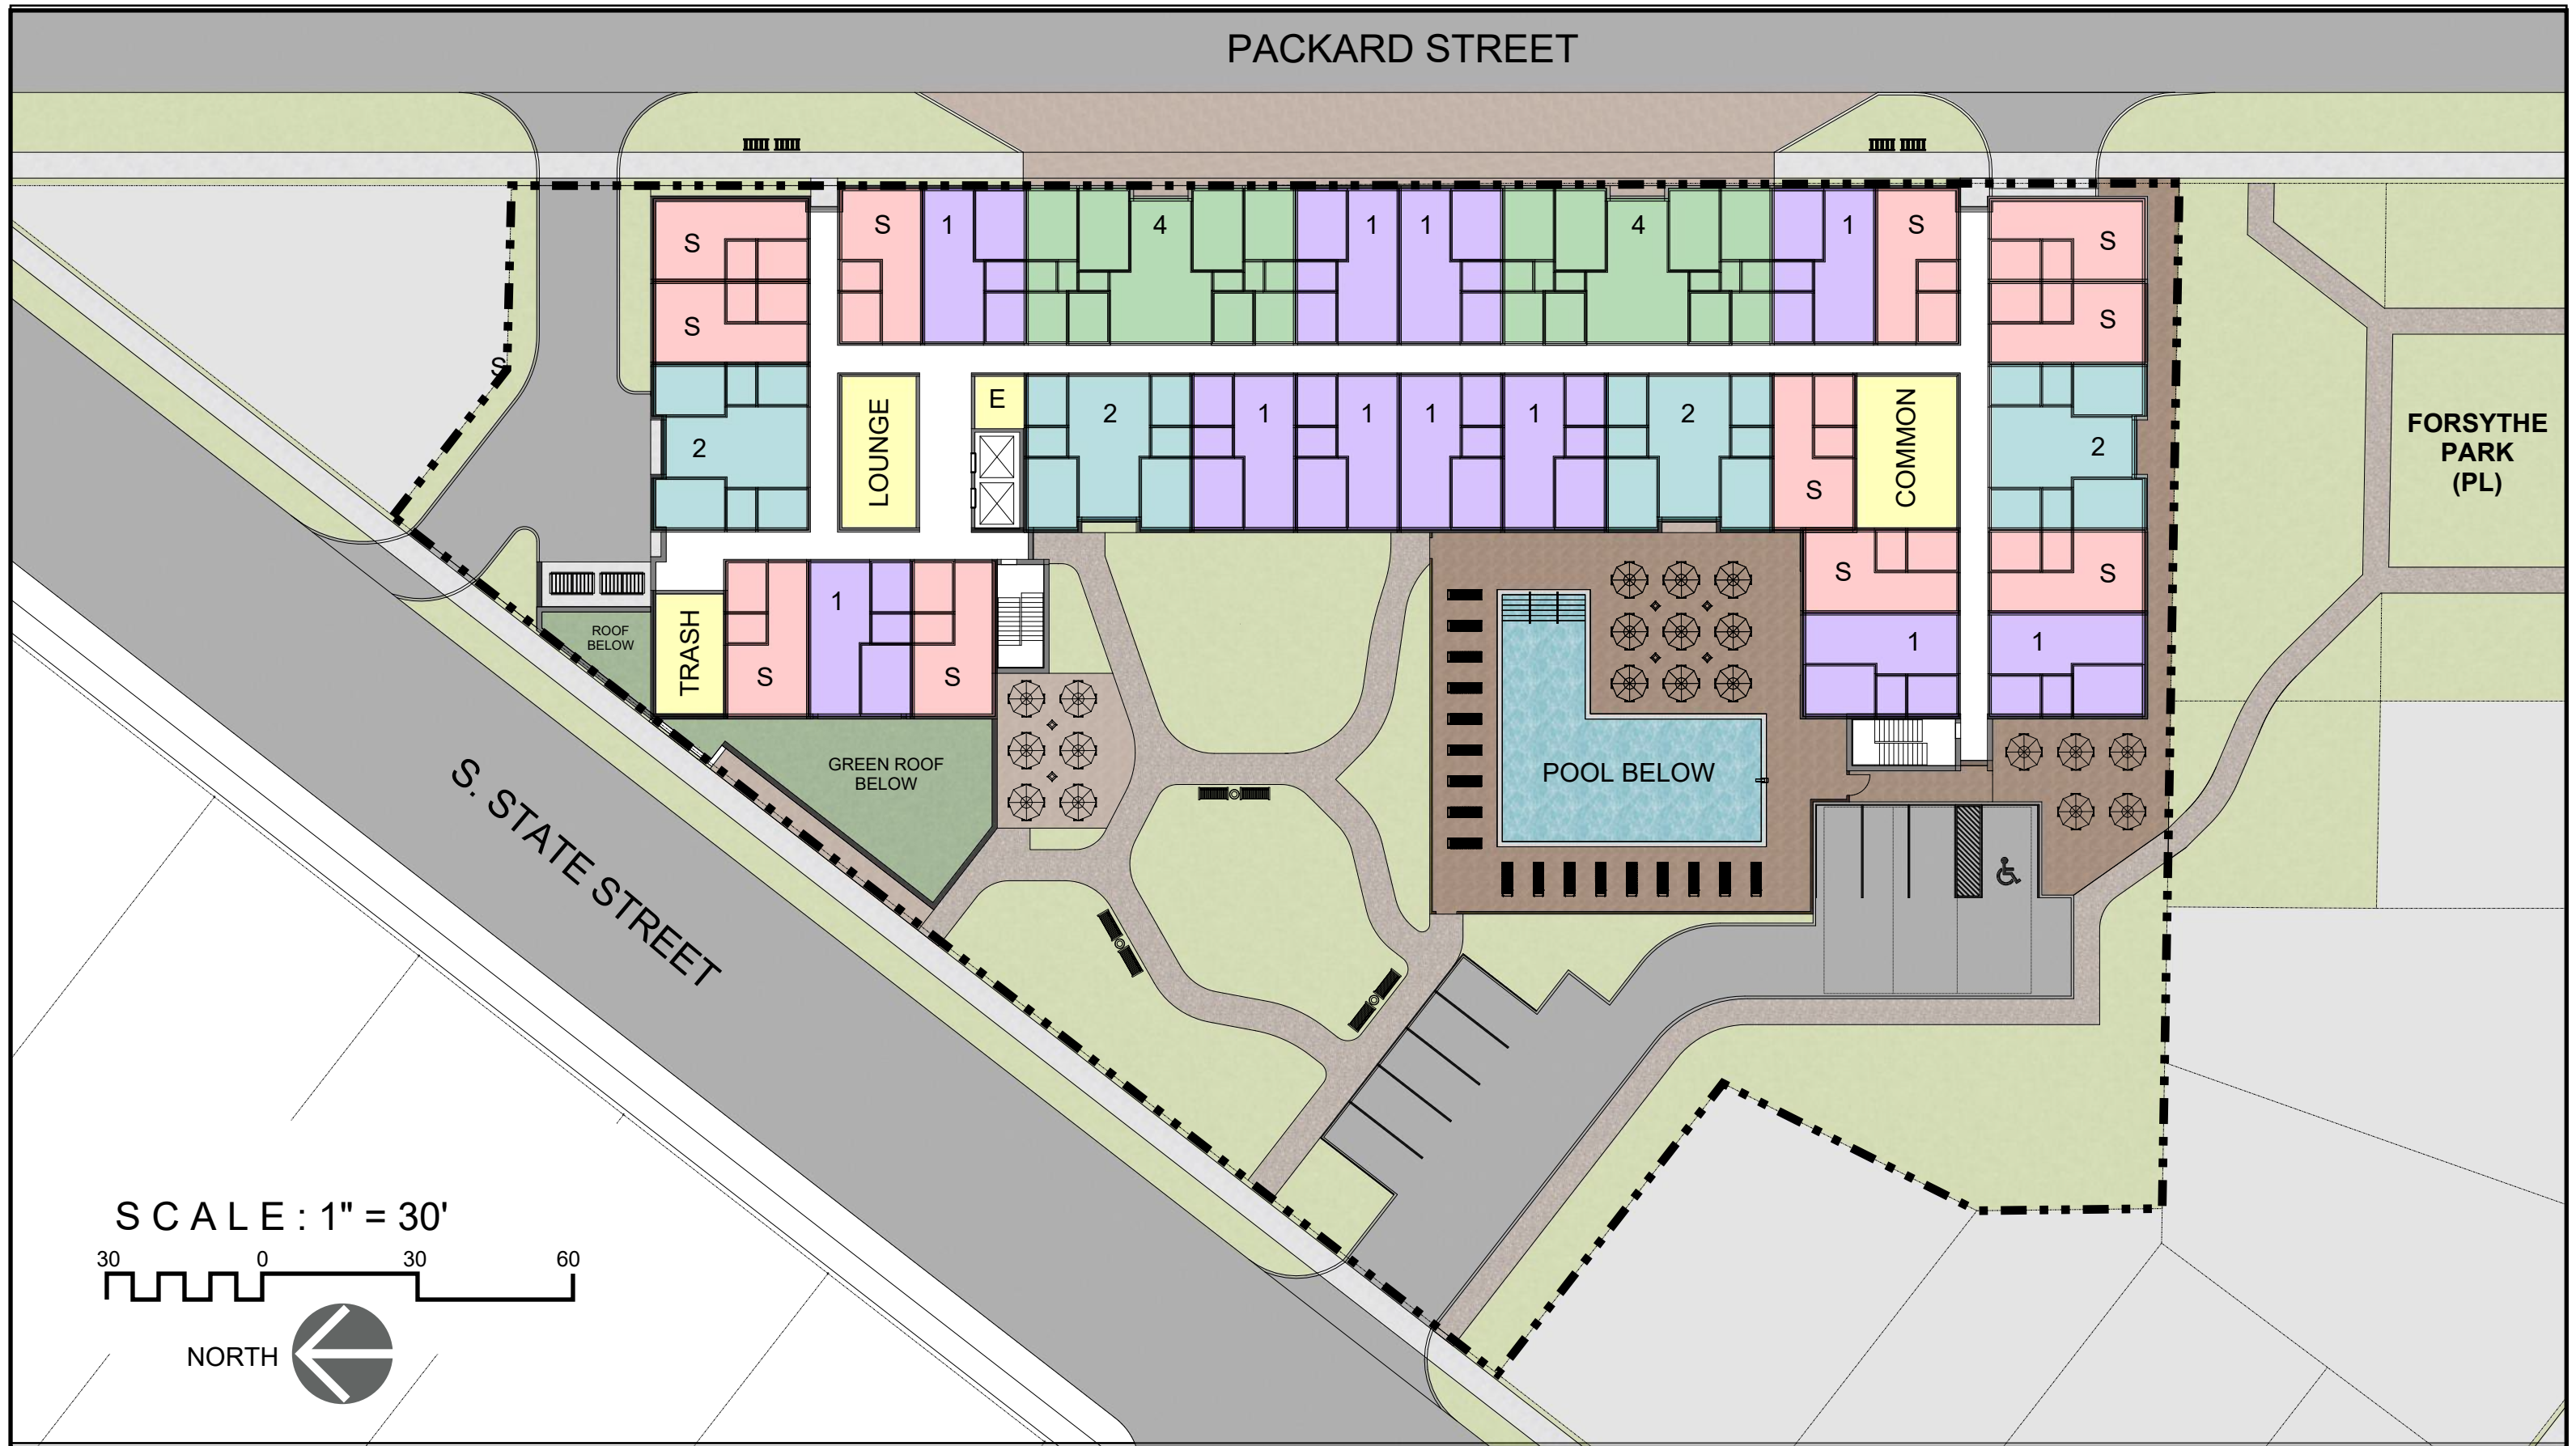 PACKARD STREET
S
1
4
1
1
4
1
S
S
S
S
S
S
2
LOUNGE
E
2
1
1
1
1
2
S
COMMON
2
FORSYTHE
PARK
(PL)
S
S
S
ROOF
BELOW
TRASH
S
1
S
1
1
GREEN ROOF
BELOW
POOL BELOW
S. STATE STREET
SCALE: 1" = 30'
30 0 30 60
NORTH